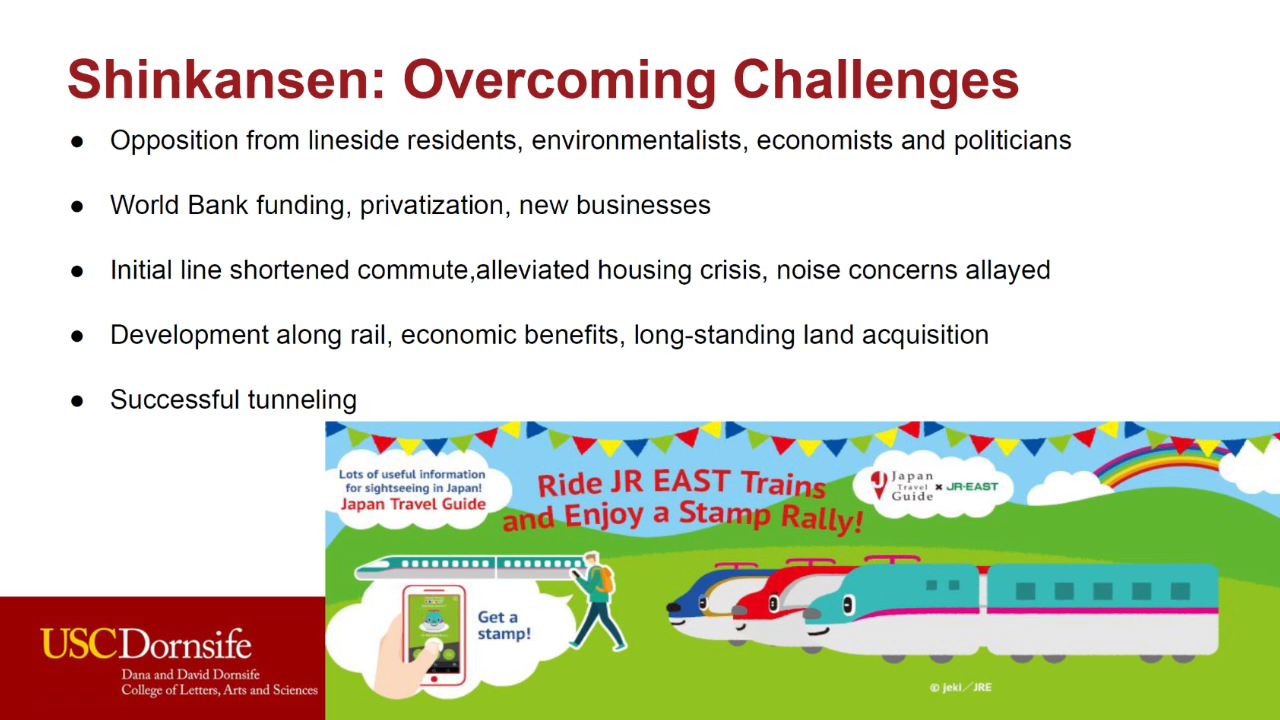 Shinkansen: Overcoming Challenges
● Opposition from lineside residents, environmentalists, economists and politicians
● World Bank funding, privatization, new businesses
● Initial line shortened commute,alleviated housing crisis, noise concerns allayed
● Development along rail, economic benefits, long-standing land acquisition
● Successful tunneling
Lots of useful information
for sightseeing in Japan!
Japan Travel Guide
Ride JR EAST Trains
and Enjoy a Stamp Rally!
Japan
Travel
Guide
× JR-EAST
Get a
stamp!
© jeki／JRE
USC Dornsife
Dana and David Dornsife
College of Letters, Arts and Sciences